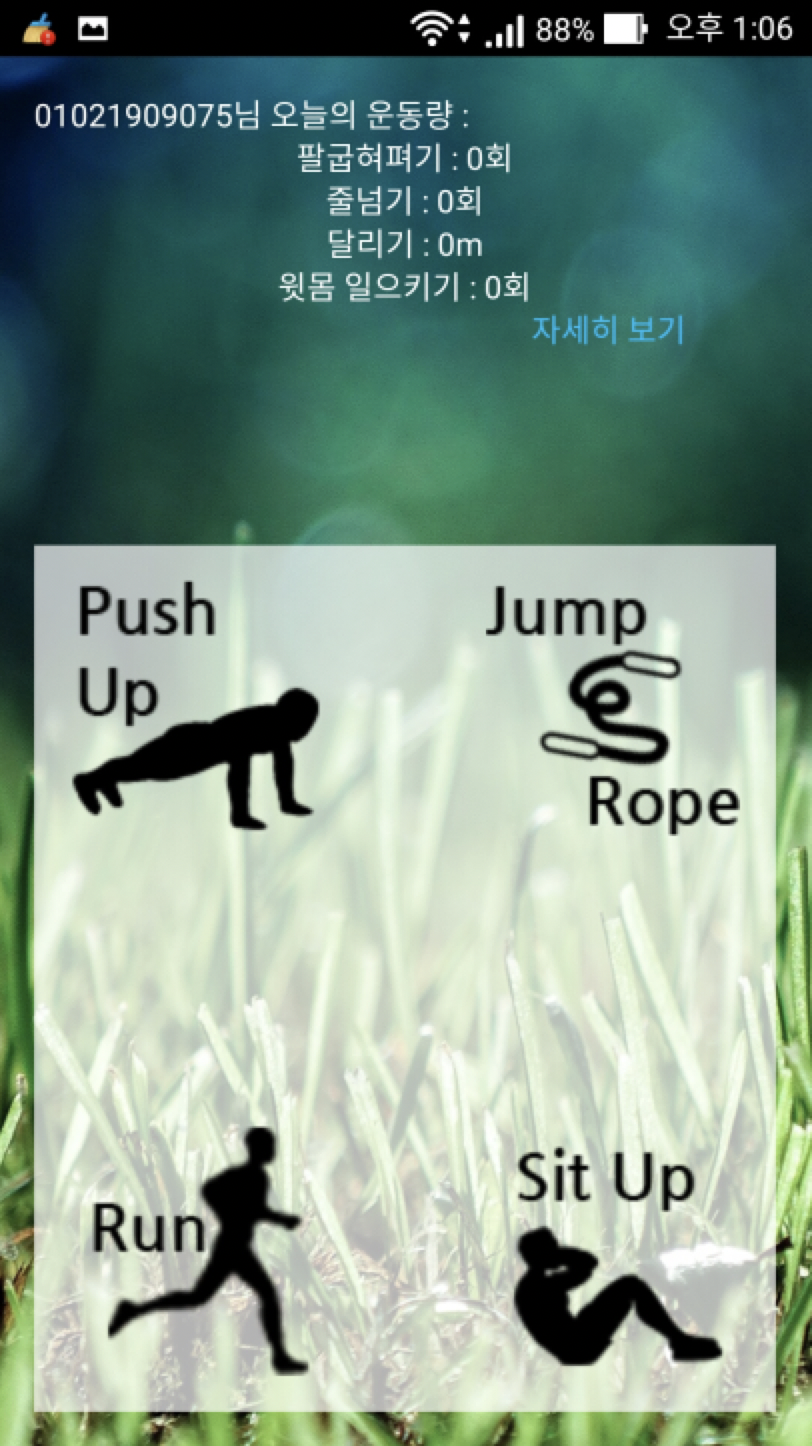 88% 오후 1:06
01021909075님 오늘의 운동량 :
팔굽혀펴기 : 0회
줄넘기 : 0회
달리기 : 0m
윗몸 일으키기 : 0회
자세히 보기
Push
Up
Jump
Rope
Run
Sit Up